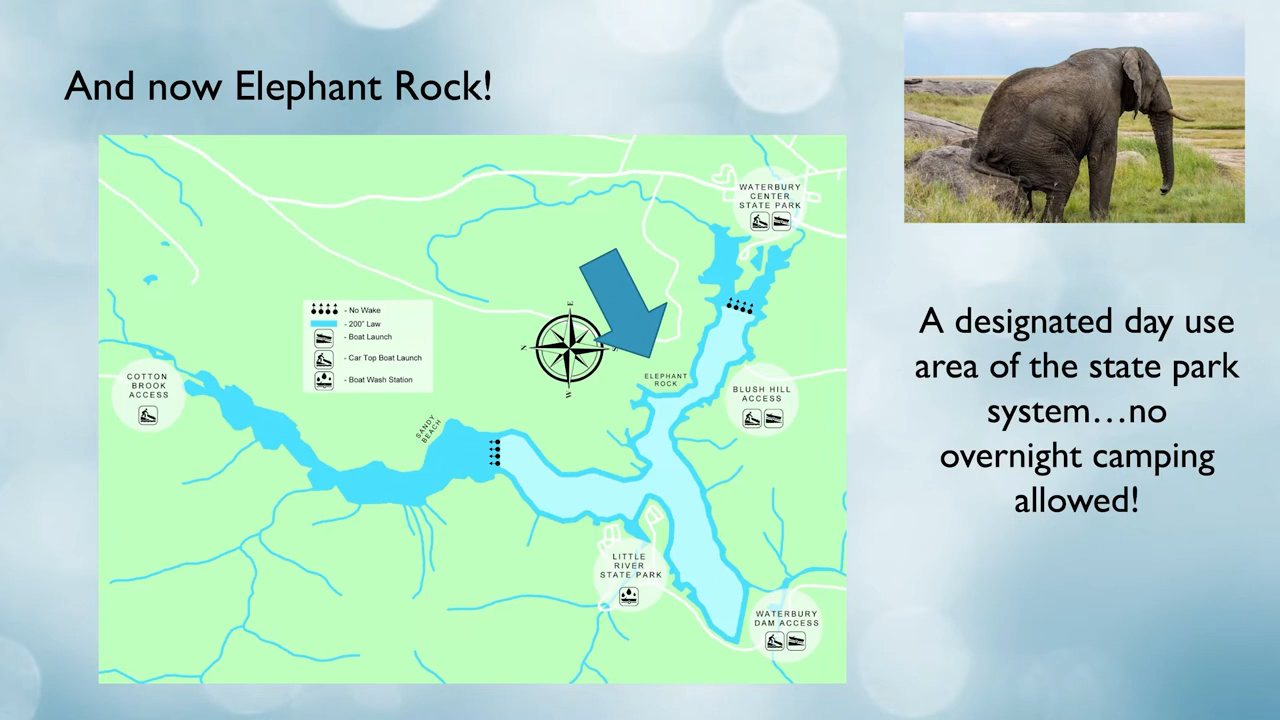 And now Elephant Rock!
WATERBURY
CENTER
STATE PARK
- No Wake
- 200" Law
- Boat Launch
- Car Top Boat Launch
- Boat Wash Station
E
N
S
W
ELEPHANT
ROCK
COTTON
BROOK
ACCESS
SANDY
BEACH
BLUSH HILL
ACCESS
LITTLE
RIVER
STATE PARK
WATERBURY
DAM ACCESS
A designated day use
area of the state park
system…no
overnight camping
allowed!